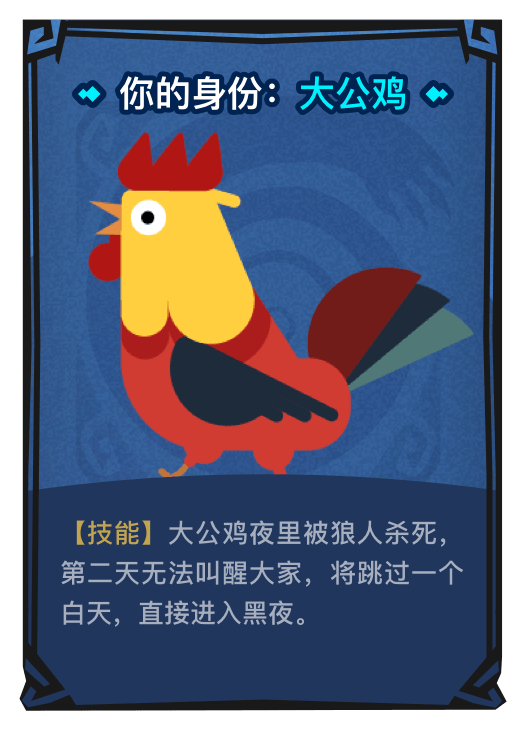 你的身份：大公鸡
【技能】大公鸡夜里被狼人杀死，
第二天无法叫醒大家，将跳过一个
白天，直接进入黑夜。